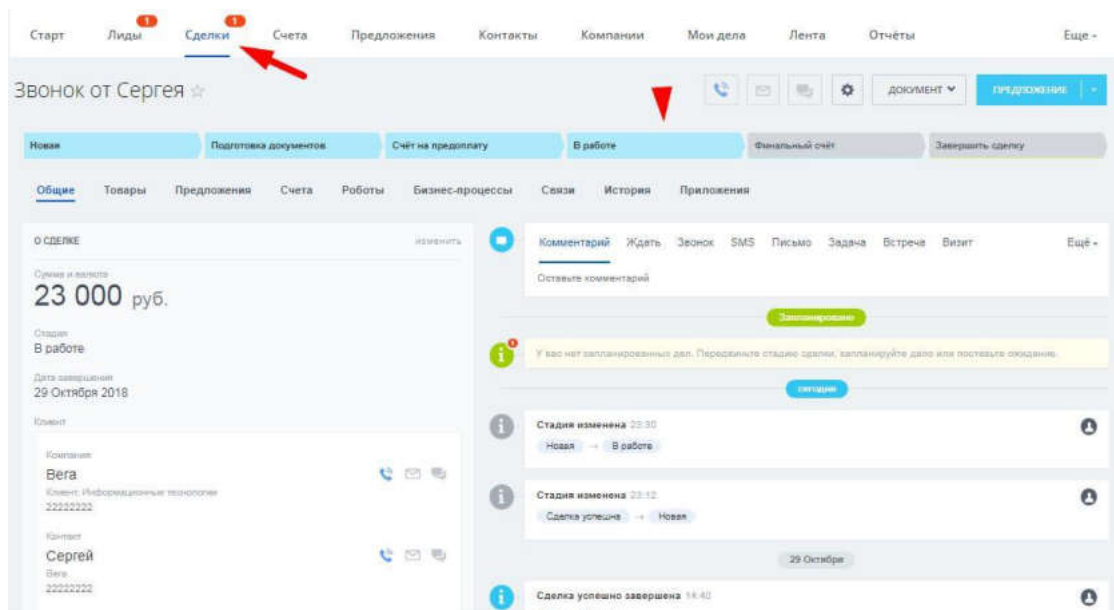 1 1
Старт Лиды Сделки Счета Предложения Контакты Компании Мои дела Лента Отчёты Еще
Звонок от Сергея ДОКУМЕНТ ПРЕДЛОЖЕНИЕ
Новая Подготовка документов Счёт на предоплату В работе Финальный счёт Завершить сделку
Общие Товары Предложения Счета Роботы Бизнес-процессы Связи История Приложения
О СДЕЛКЕ изменить
Сумма и валюта
23 000 руб.
Стадия
В работе
Дата завершения
29 Октября 2018
Клиент
Компания
Вега
Клиент, Информационные технологии
22222222
Контакт
Сергей
Вега
22222222
Комментарий Ждать Звонок SMS Письмо Задача Встреча Визит Ещё
Оставьте комментарий
Запланировано
1
У вас нет запланированных дел. Передвиньте стадию сделки, запланируйте дело или поставьте ожидание.
сегодня
Стадия изменена 23:30
Новая → В работе
Стадия изменена 23:12
Сделка успешна → Новая
29 Октября
Сделка успешно завершена 14:40